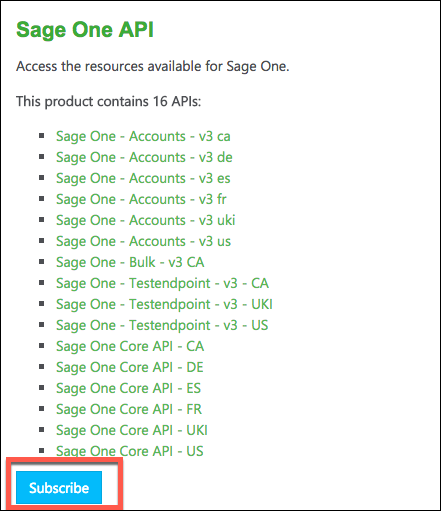 Sage One API
Access the resources available for Sage One.
This product contains 16 APIs:
Sage One - Accounts - v3 ca
Sage One - Accounts - v3 de
Sage One - Accounts - v3 es
Sage One - Accounts - v3 fr
Sage One - Accounts - v3 uki
Sage One - Accounts - v3 us
Sage One - Bulk - v3 CA
Sage One - Testendpoint - v3 - CA
Sage One - Testendpoint - v3 - UKI
Sage One - Testendpoint - v3 - US
Sage One Core API - CA
Sage One Core API - DE
Sage One Core API - ES
Sage One Core API - FR
Sage One Core API - UKI
Sage One Core API - US
Subscribe